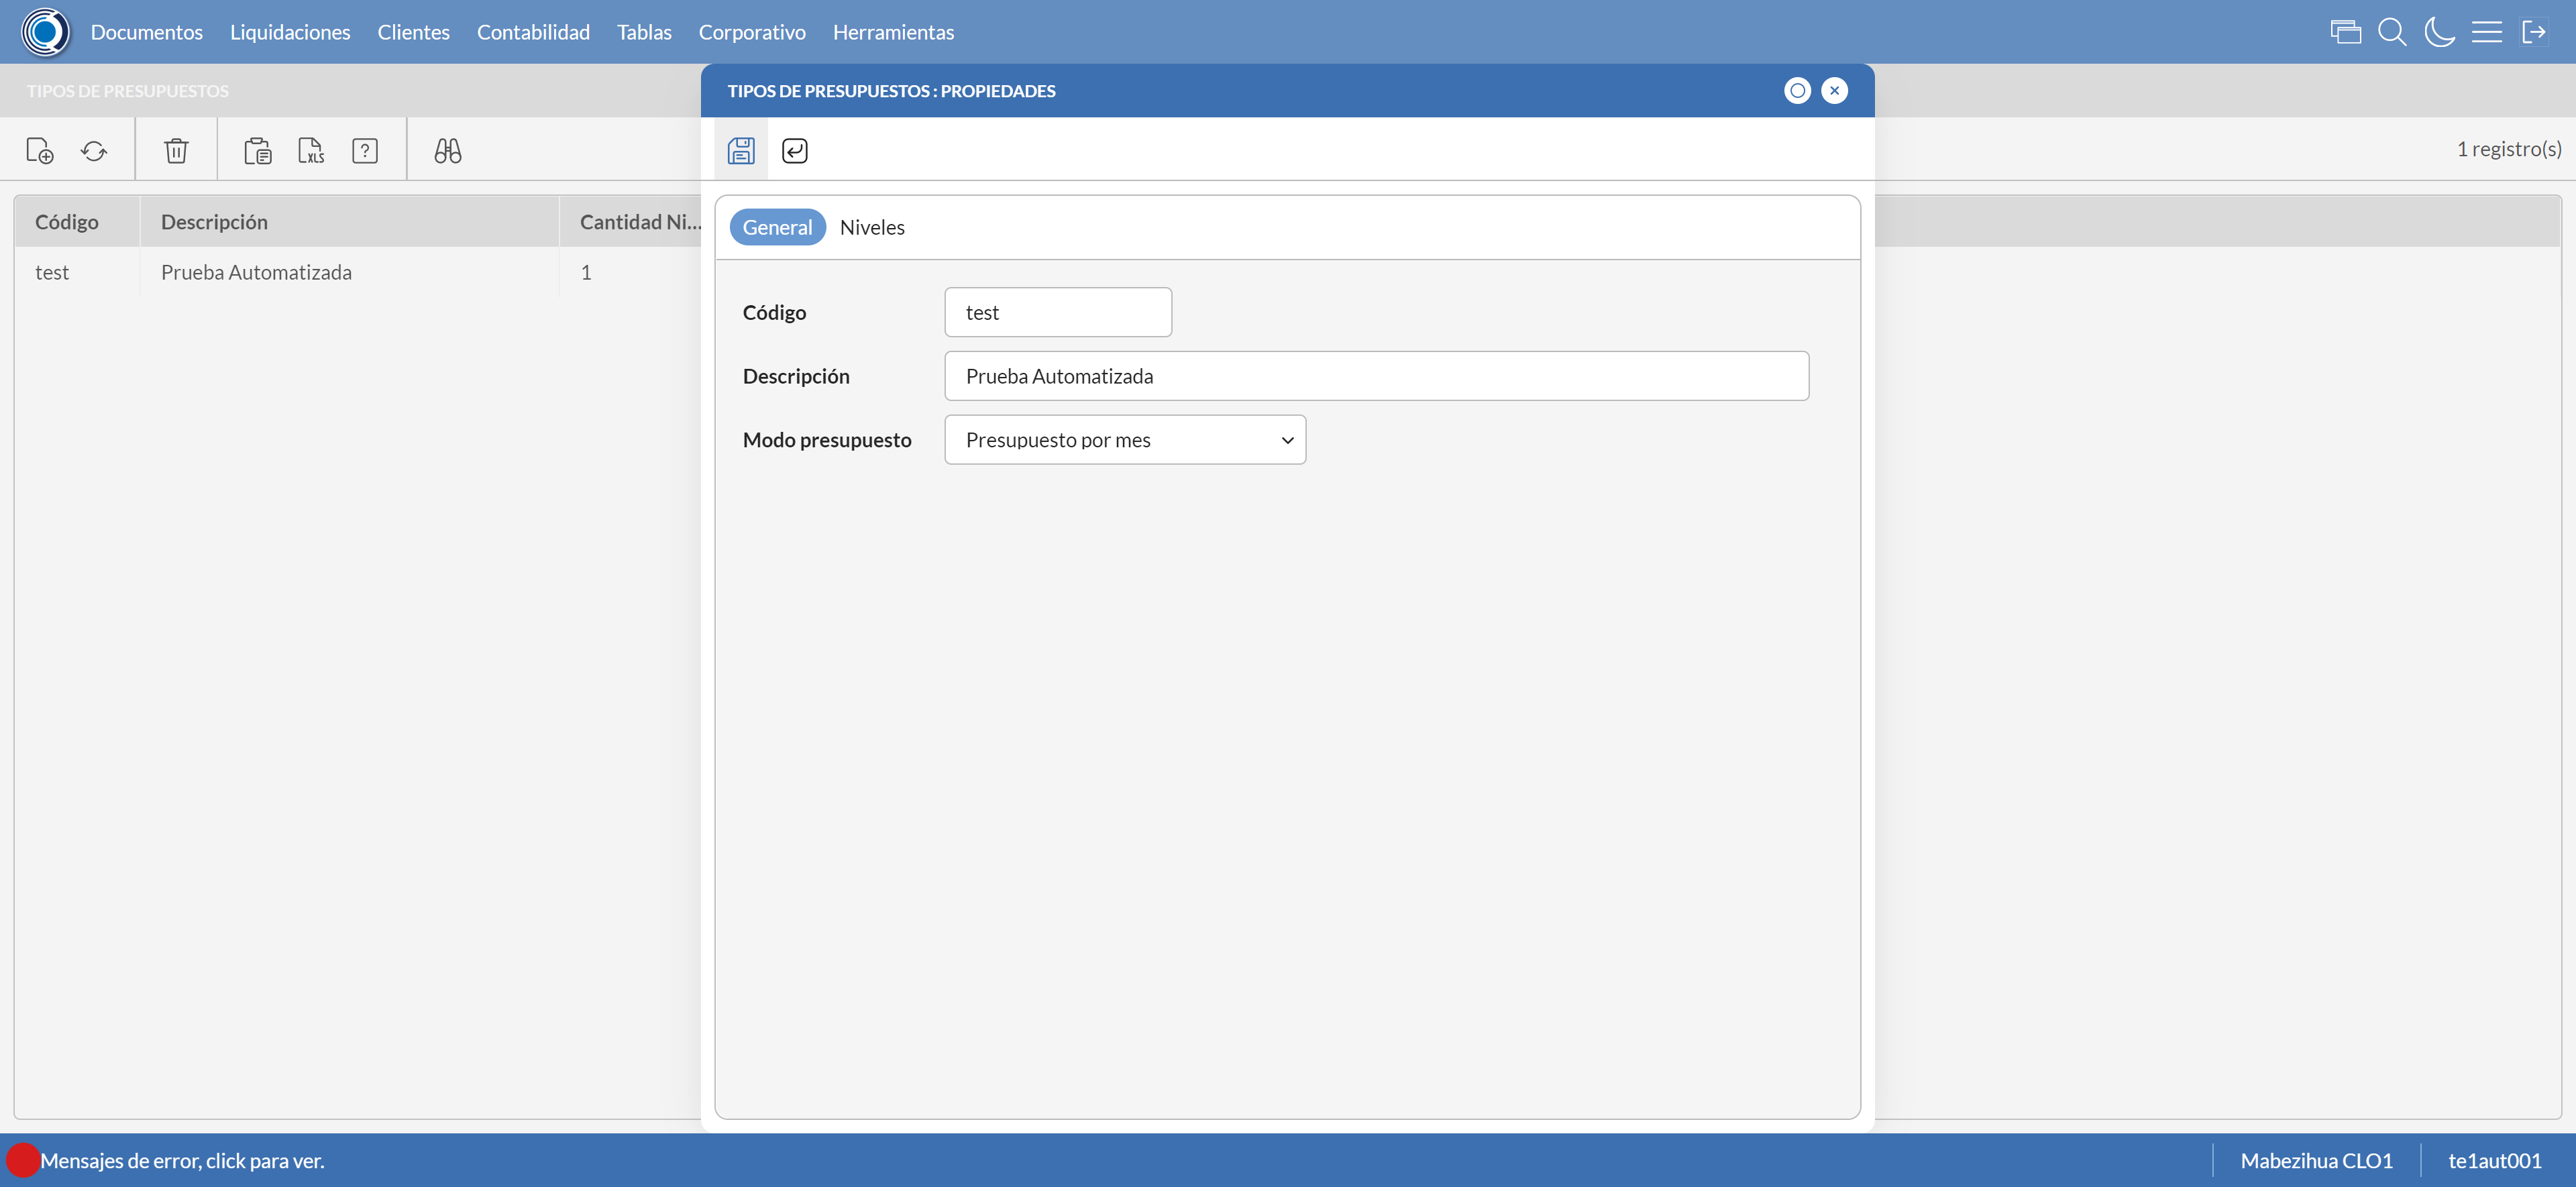 Documentos Liquidaciones Clientes Contabilidad Tablas Corporativo Herramientas
TIPOS DE PRESUPUESTOS
TIPOS DE PRESUPUESTOS : PROPIEDADES
XLS ?
1 registro(s)
Código Descripción Cantidad Ni...
test Prueba Automatizada 1
General Niveles
Código test
Descripción Prueba Automatizada
Modo presupuesto Presupuesto por mes
Mensajes de error, click para ver.
Mabezihua CLO1 te1aut001